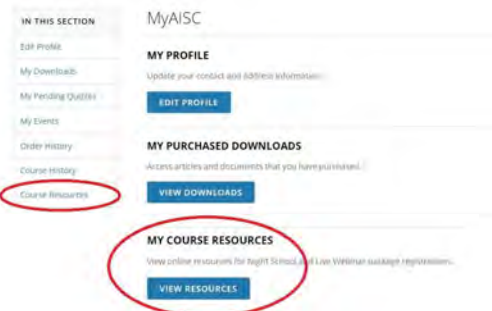 IN THIS SECTION
Edit Profile
My Downloads
My Pending Quizzes
My Events
Order History
Course History
Course Resources
MyAISC
MY PROFILE
Update your contact and address information.
EDIT PROFILE
MY PURCHASED DOWNLOADS
Access articles and documents that you have purchased.
VIEW DOWNLOADS
MY COURSE RESOURCES
View online resources for Night School and Live Webinar package registrations.
VIEW RESOURCES